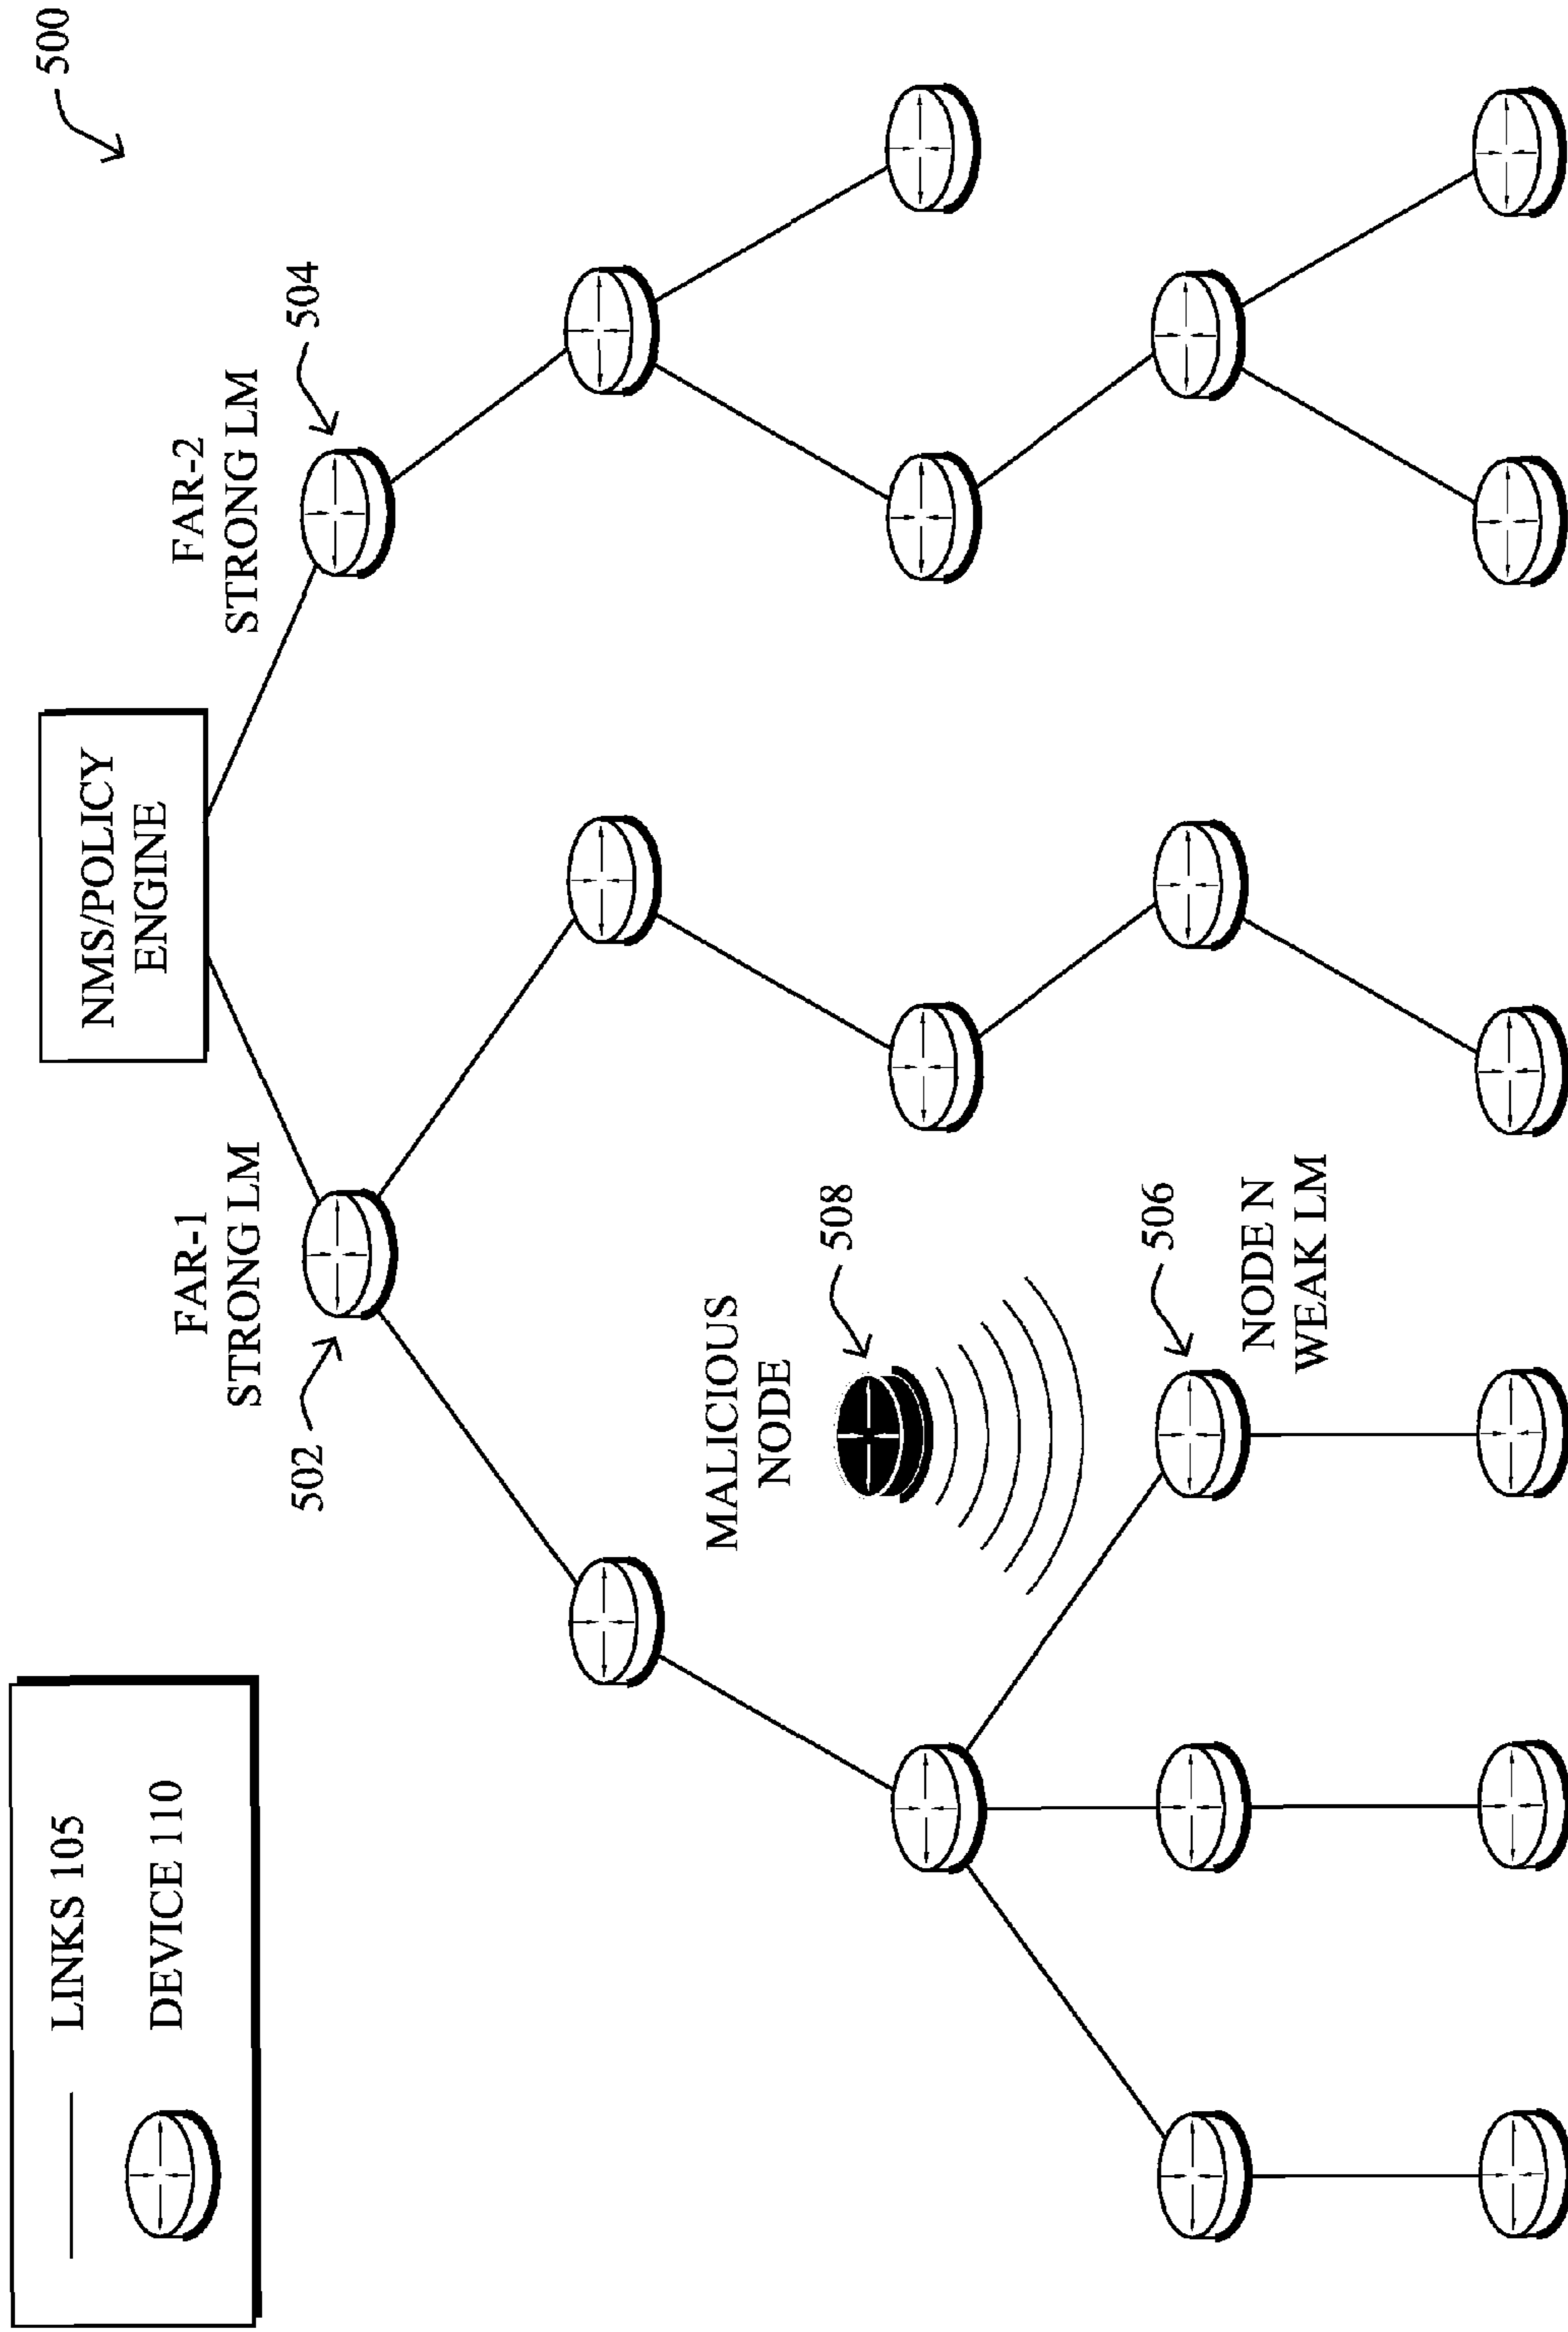 500
LINKS 105
DEVICE 110
NMS/POLICY
ENGINE
FAR-1
STRONG LM
502
FAR-2
STRONG LM
504
MALICIOUS
NODE
508
506
NODE N
WEAK LM